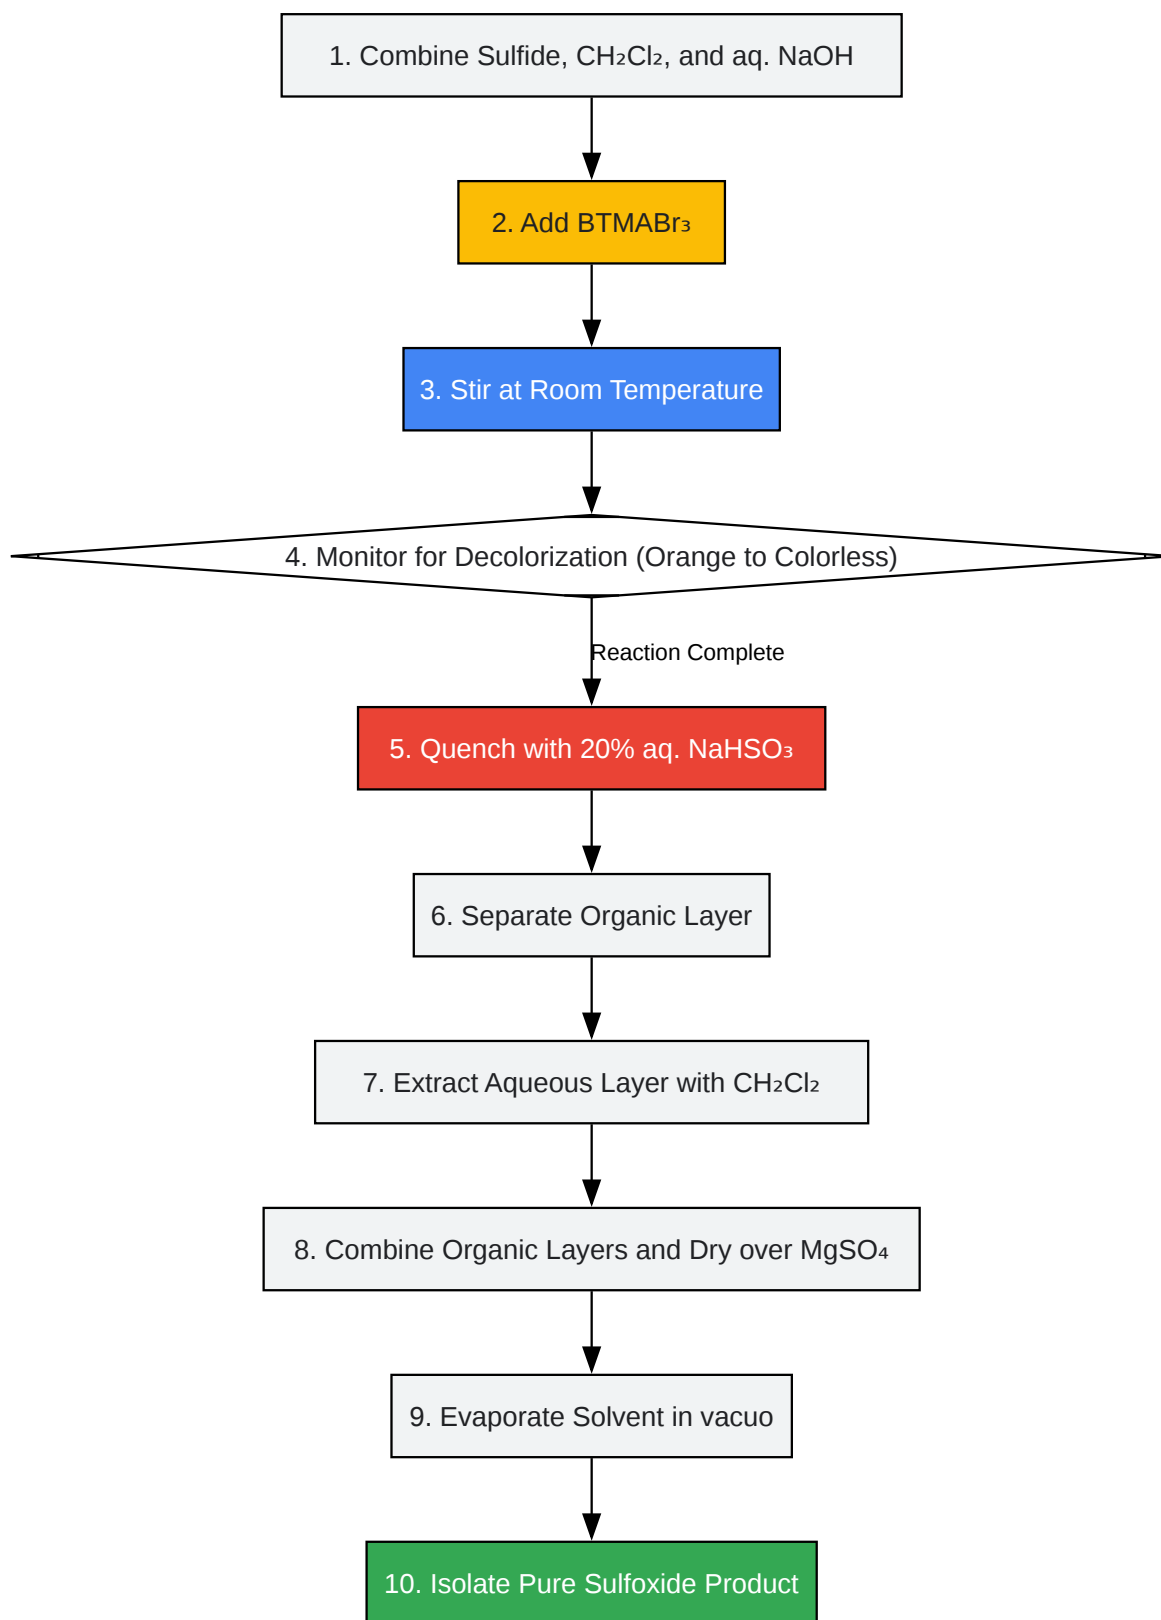 1. Combine Sulfide, CH₂Cl₂, and aq. NaOH
2. Add BTMABr₃
3. Stir at Room Temperature
4. Monitor for Decolorization (Orange to Colorless)
Reaction Complete
5. Quench with 20% aq. NaHSO₃
6. Separate Organic Layer
7. Extract Aqueous Layer with CH₂Cl₂
8. Combine Organic Layers and Dry over MgSO₄
9. Evaporate Solvent in vacuo
10. Isolate Pure Sulfoxide Product